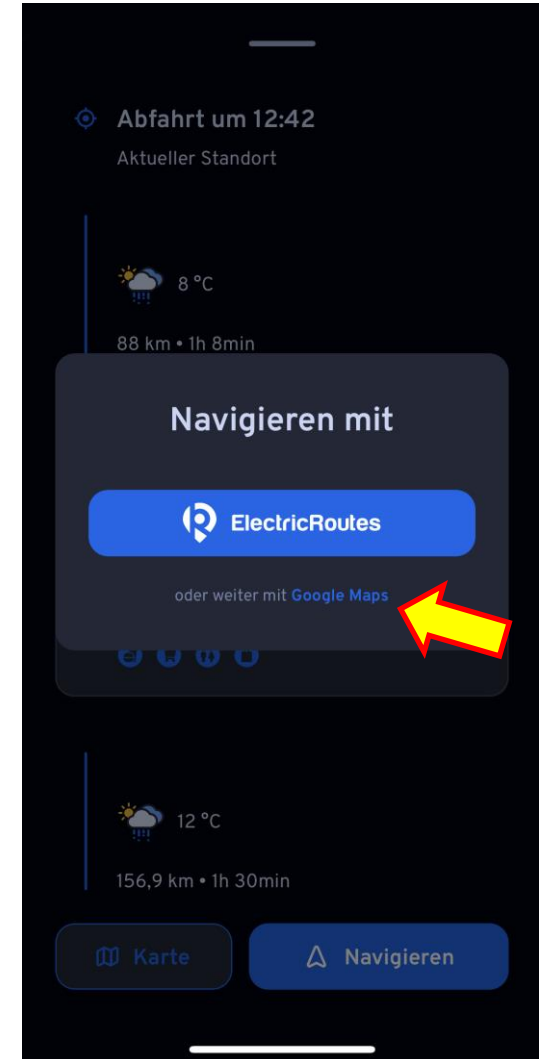 Abfahrt um 12:42
Aktueller Standort
8 °C
88 km • 1h 8min
Navigieren mit
ElectricRoutes
oder weiter mit Google Maps
12 °C
156,9 km • 1h 30min
Karte
Navigieren